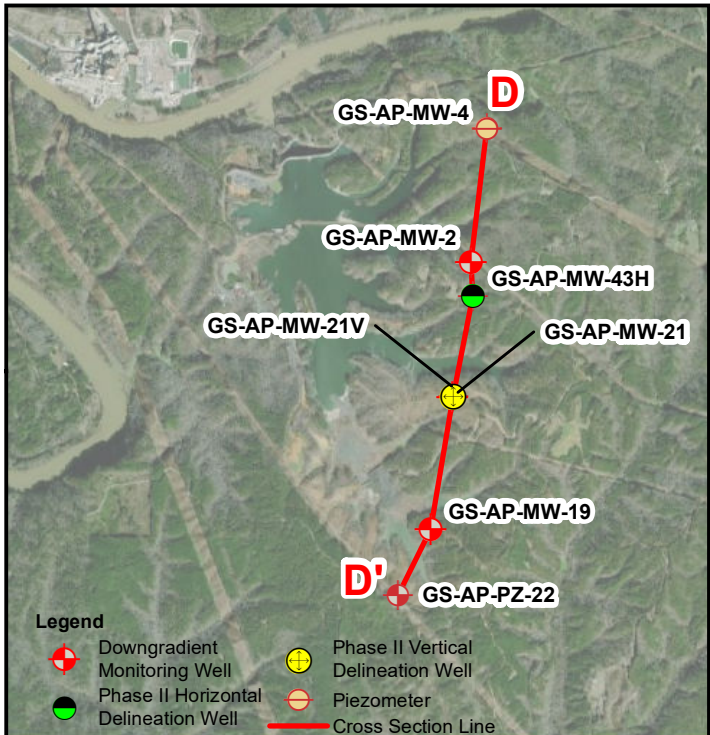 D
GS-AP-MW-4
GS-AP-MW-2
GS-AP-MW-43H
GS-AP-MW-21V
GS-AP-MW-21
GS-AP-MW-19
D'
GS-AP-PZ-22
Legend
Downgradient
Monitoring Well
Phase II Horizontal
Delineation Well
Phase II Vertical
Delineation Well
Piezometer
Cross Section Line